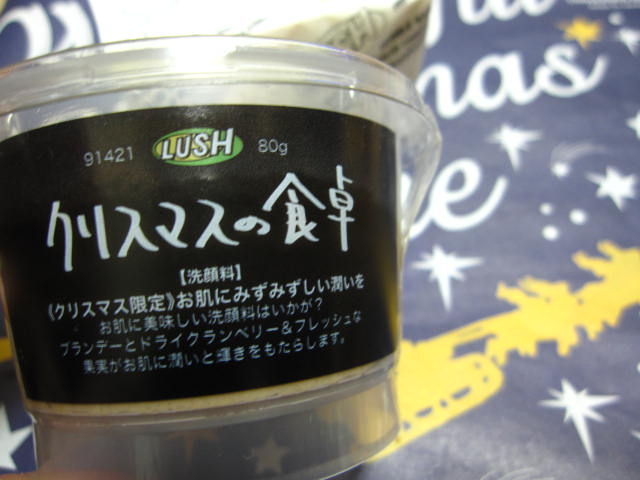 mas
91421 LUSH 80g
クリスマスの食卓
【洗顔料】
《クリスマス限定》お肌にみずみずしい潤いを
お肌に美味しい洗顔料はいかが?
ブランデーとドライクランベリー&フレッシュな
果実がお肌に潤いと輝きをもたらします。